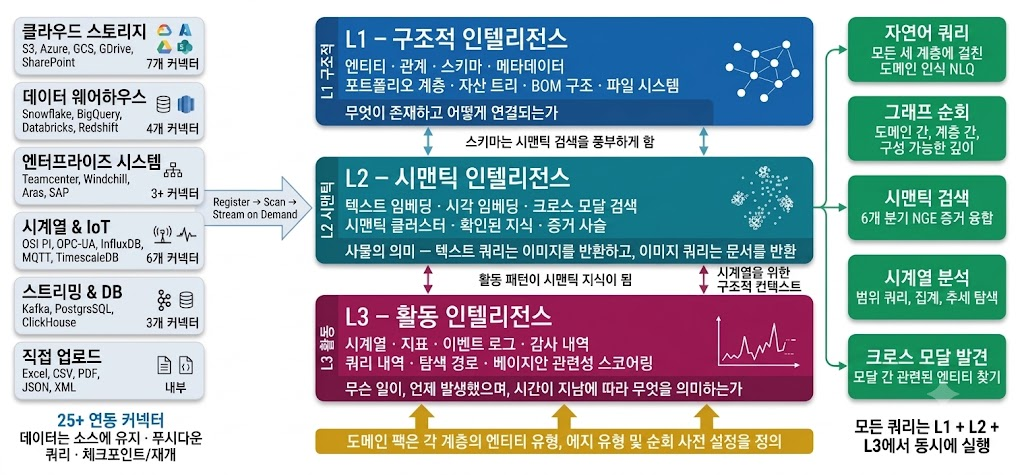 클라우드 스토리지
S3, Azure, GCS, GDrive,
SharePoint
7개 커넥터
데이터 웨어하우스
Snowflake, BigQuery,
Databricks, Redshift
4개 커넥터
엔터프라이즈 시스템
Teamcenter, Windchill,
Aras, SAP
3+ 커넥터
시계열 & IoT
OSI PI, OPC-UA, InfluxDB,
MQTT, TimescaleDB
6개 커넥터
스트리밍 & DB
Kafka, PostgrsSQL,
ClickHouse
3개 커넥터
직접 업로드
Excel, CSV, PDF,
JSON, XML
내부
25+ 연동 커넥터
데이터는 소스에 유지 · 푸시다운
쿼리 · 체크포인트/재개
Register → Scan →
Stream on Demand
L1 구조적
L1 – 구조적 인텔리전스
엔티티 · 관계 · 스키마 · 메타데이터
포트폴리오 계층 · 자산 트리 · BOM 구조 · 파일 시스템
무엇이 존재하고 어떻게 연결되는가
스키마는 시맨틱 검색을 풍부하게 함
L2 시맨틱
L2 – 시맨틱 인텔리전스
텍스트 임베딩 · 시각 임베딩 · 크로스 모달 검색
시맨틱 클러스터 · 확인된 지식 · 증거 사슬
사물의 의미 — 텍스트 쿼리는 이미지를 반환하고, 이미지 쿼리는 문서를 반환
활동 패턴이 시맨틱 지식이 됨
시계열을 위한
구조적 컨텍스트
L3 활동
L3 – 활동 인텔리전스
시계열 · 지표 · 이벤트 로그 · 감사 내역
쿼리 내역 · 탐색 경로 · 베이지안 관련성 스코어링
무슨 일이, 언제 발생했으며, 시간이 지남에 따라 무엇을 의미하는가
도메인 팩은 각 계층의 엔티티 유형, 에지 유형 및 순회 사전 설정을 정의
자연어 쿼리
모든 세 계층에 걸친
도메인 인식 NLQ
그래프 순회
도메인 간, 계층 간,
구성 가능한 깊이
시맨틱 검색
6개 분기 NGE 증거 융합
시계열 분석
범위 쿼리, 집계, 추세 탐색
크로스 모달 발견
모달 간 관련된 엔티티 찾기
모든 쿼리는 L1 + L2 +
L3에서 동시에 실행